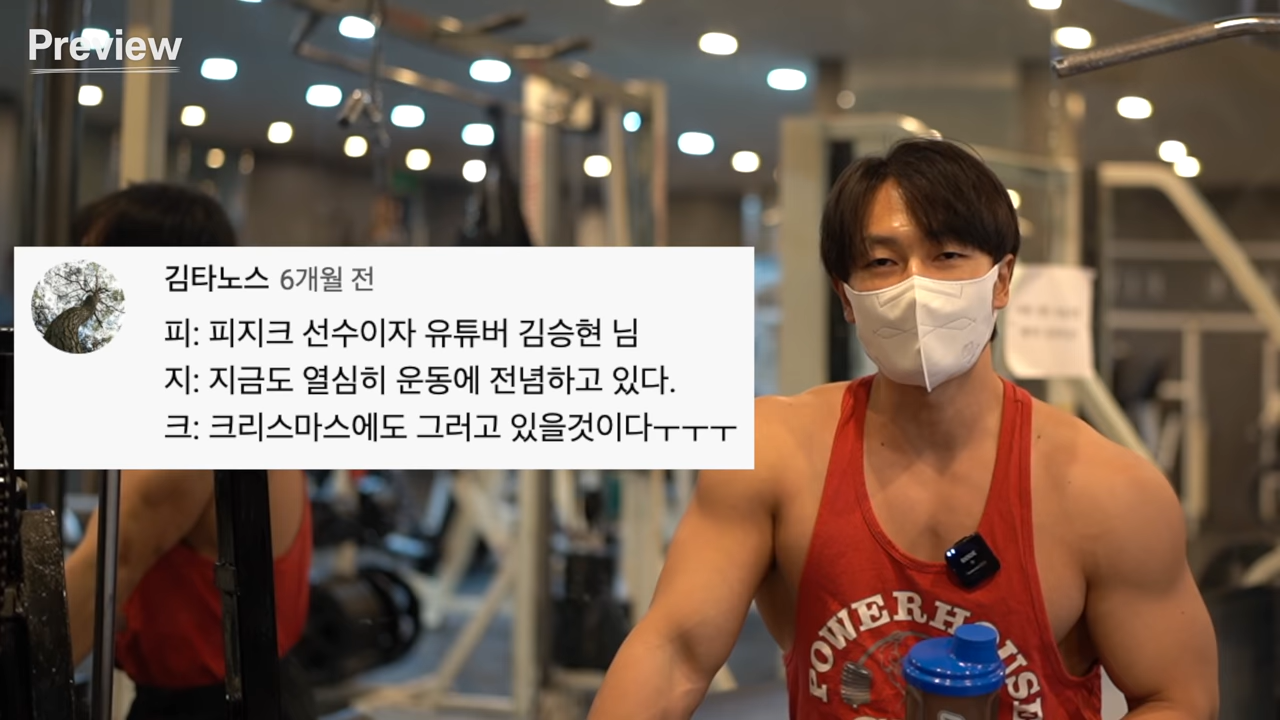 Preview
김타노스 6개월 전
피: 피지크 선수이자 유튜버 김승현 님
지: 지금도 열심히 운동에 전념하고 있다.
크: 크리스마스에도 그러고 있을것이다ㅜㅜㅜ
POWERHOUSE